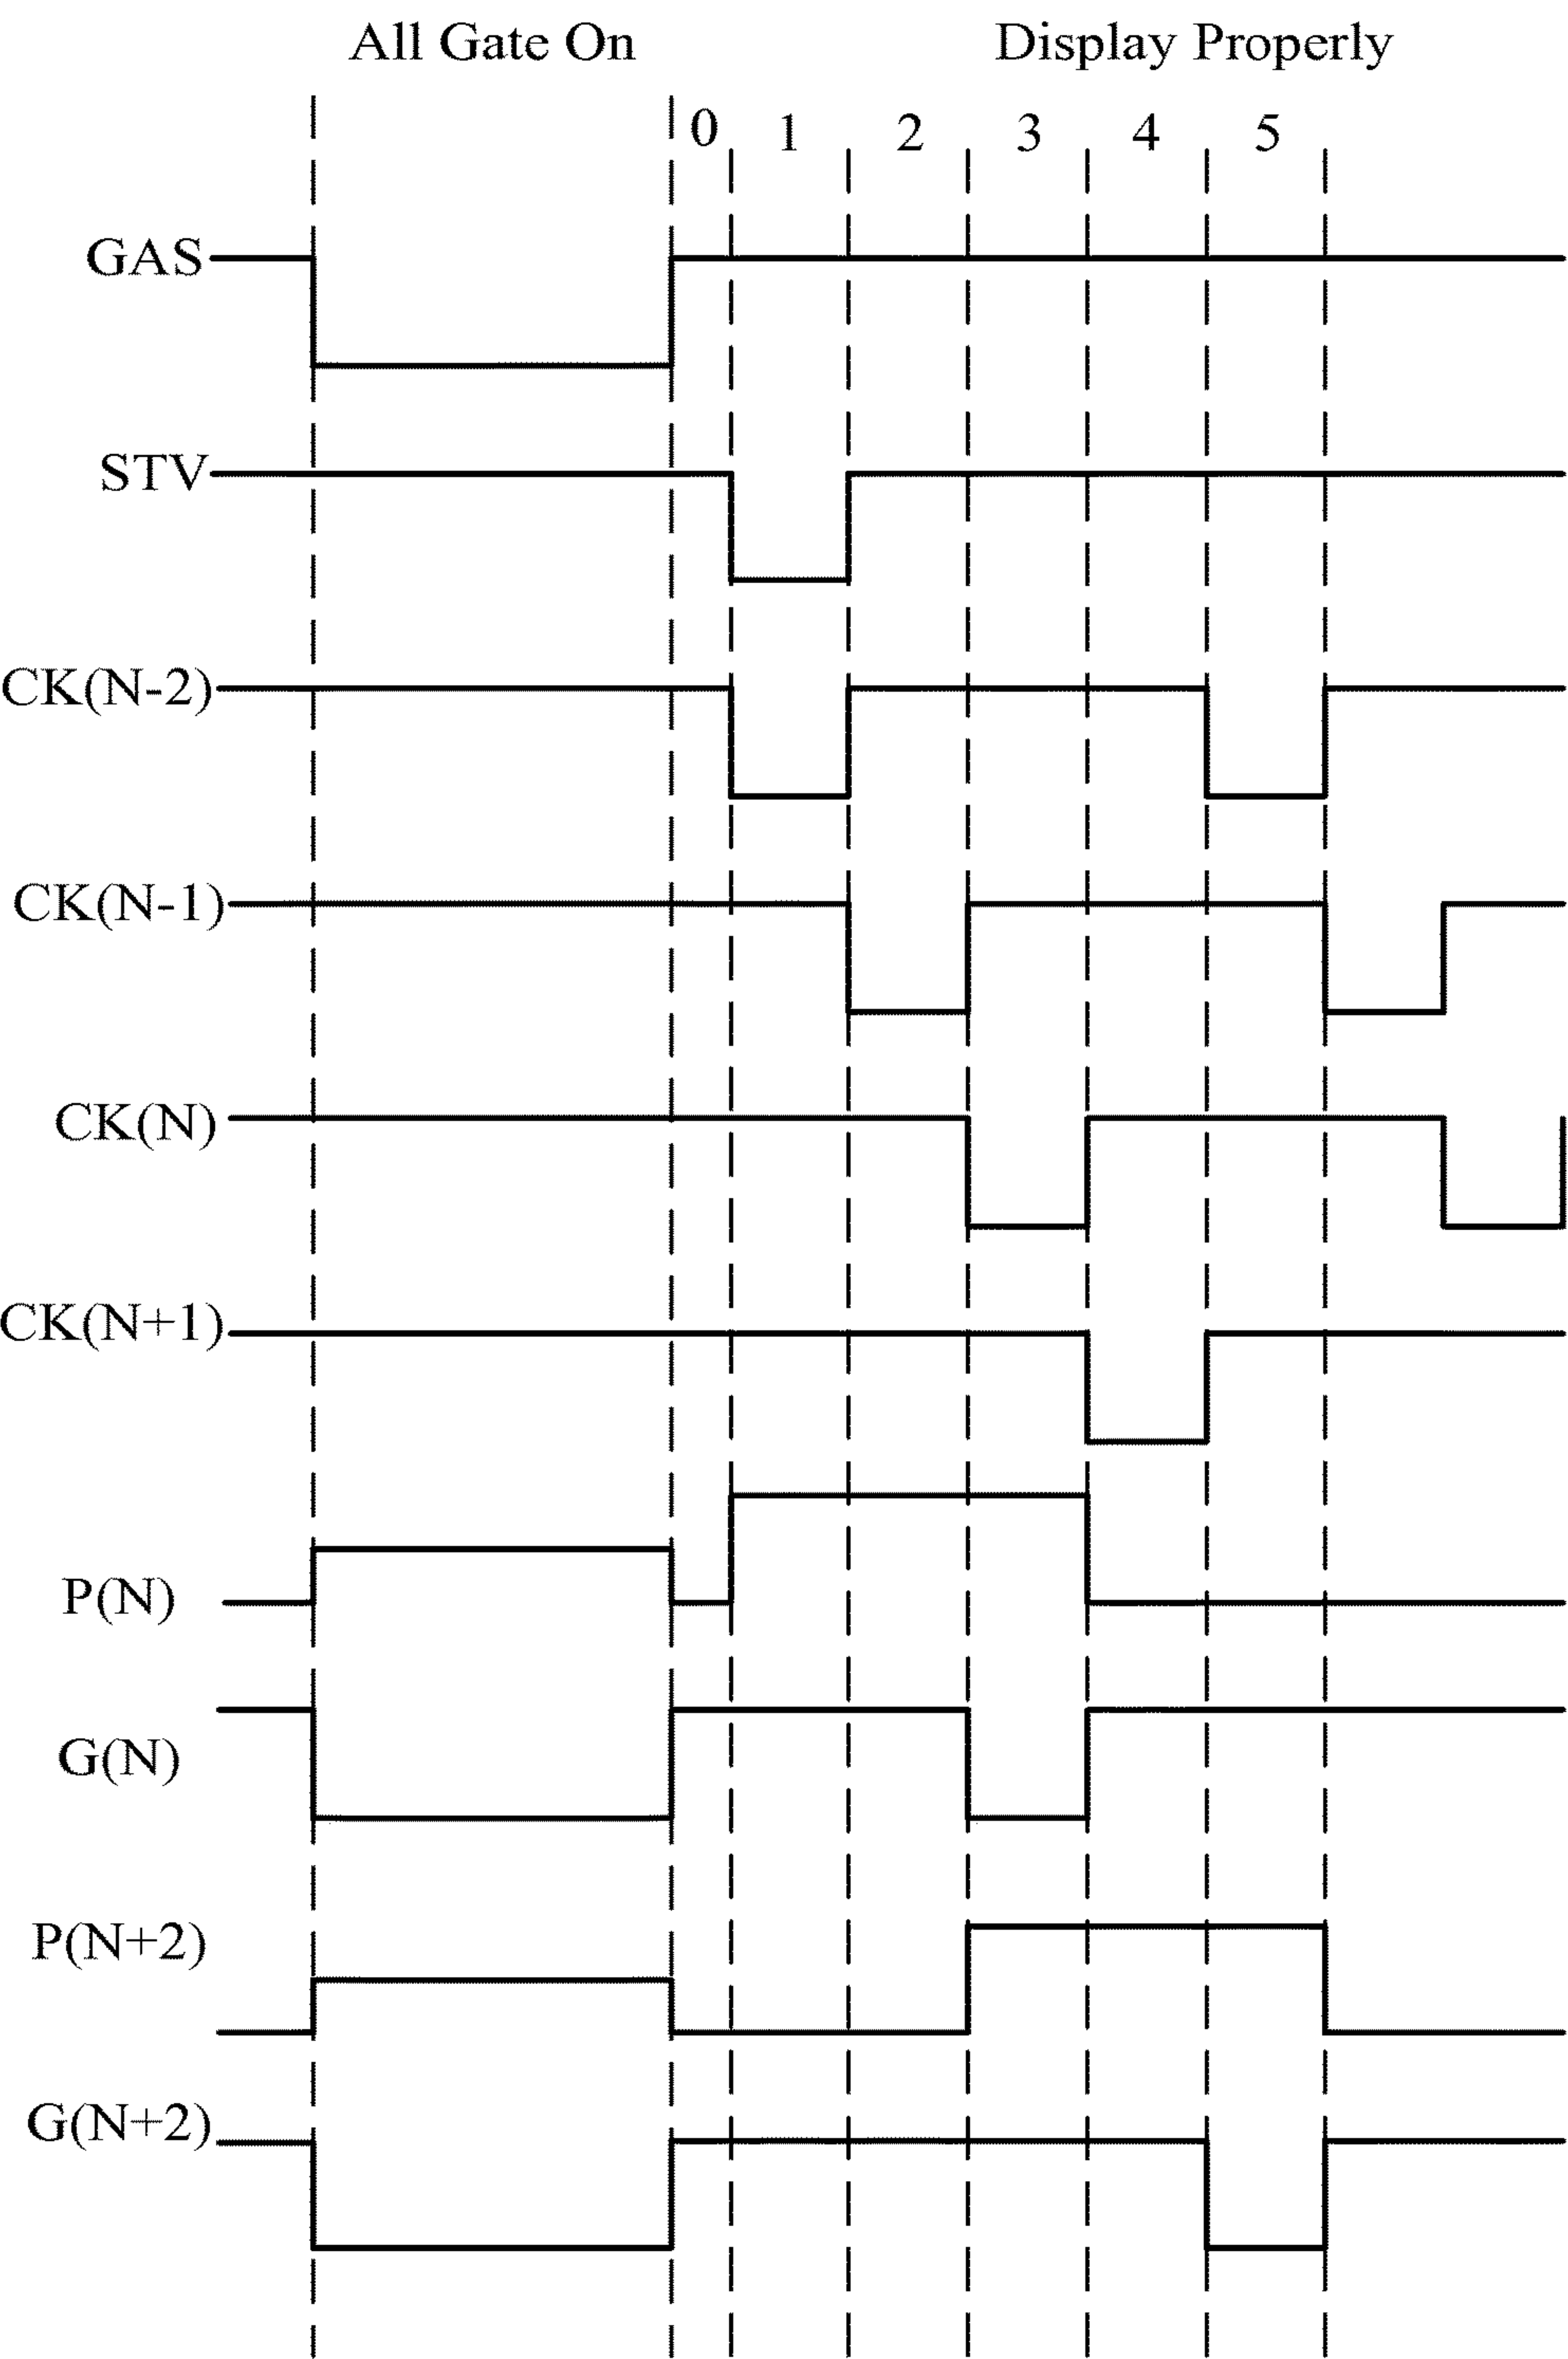 All Gate On Display Properly
0 1 2 3 4 5
GAS
STV
CK(N-2)
CK(N-1)
CK(N)
CK(N+1)
P(N)
G(N)
P(N+2)
G(N+2)